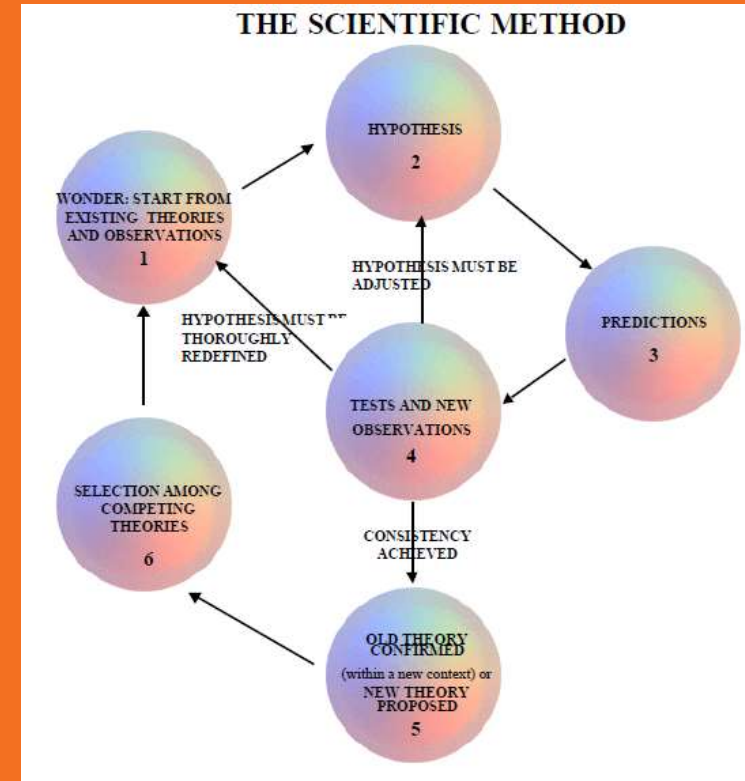 THE SCIENTIFIC METHOD
HYPOTHESIS
2
WONDER: START FROM
EXISTING THEORIES
AND OBSERVATIONS
1
HYPOTHESIS MUST BE
ADJUSTED
HYPOTHESIS MUST
THOROUGHLY
REDEFINED
PREDICTIONS
3
TESTS AND NEW
OBSERVATIONS
4
SELECTION AMONG
COMPETING
THEORIES
6
CONSISTENCY
ACHIEVED
OLD THEORY
CONFIRMED
(within a new context) or
NEW THEORY
PROPOSED
5